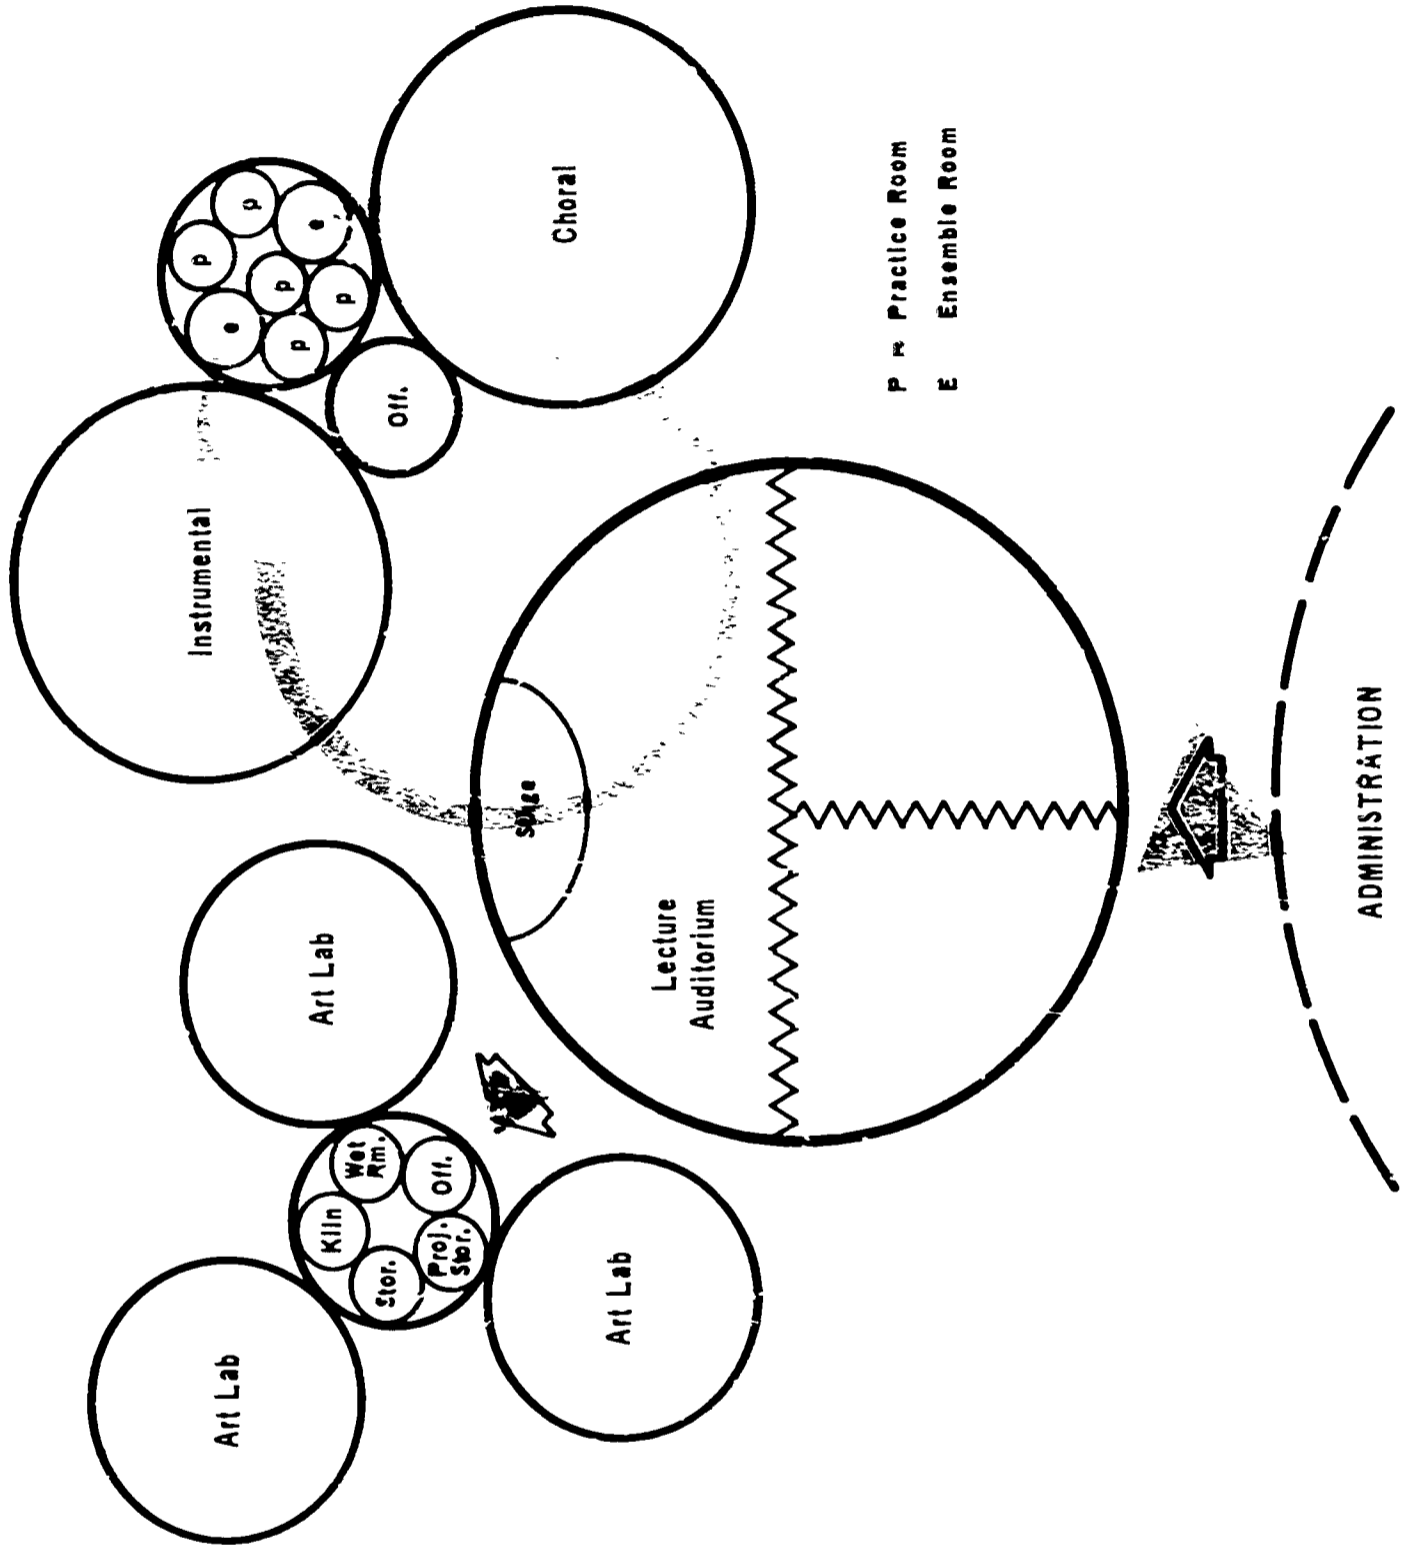 Art Lab
Kiln
Wet
Rm.
Stor.
Proj.
Stor.
Off.
Art Lab
Art Lab
Instrumental
e
p
p
p
p
p
e
Off.
Choral
Stage
Lecture
Auditorium
P = Practice Room
E Ensemble Room
ADMINISTRATION